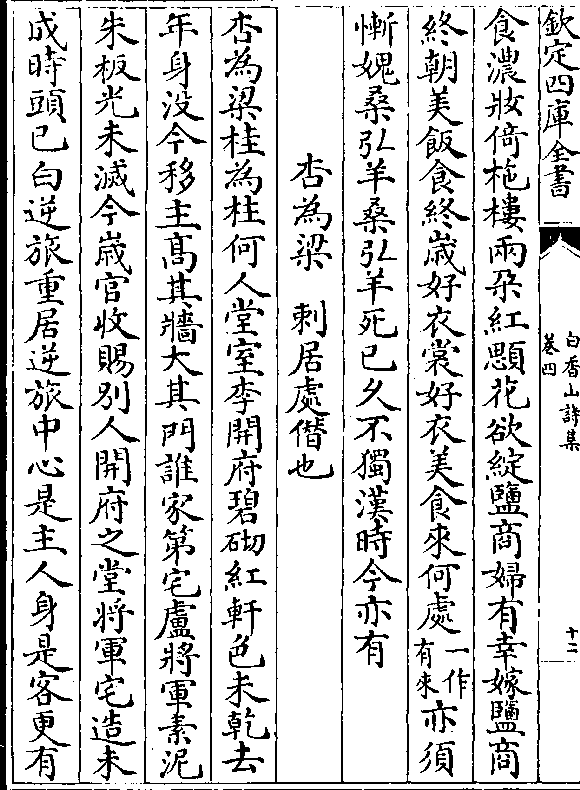 欽定四庫全書
白香山詩集
卷四
十二
食濃妝倚柂樓兩朶紅顋花欲綻鹽商婦有幸嫁鹽商
終朝美飯食終歲好衣裳好衣美食來何處一作有來亦須
慚媿桑弘羊桑弘羊死已久不獨漢時今亦有
杏為梁 刺居處僭也
杏為梁桂為柱何人堂室李開府碧砌紅軒色未乾去
年身没今移主高其牆大其門誰家第宅盧將軍素泥
朱板光未滅今歲官收賜別人開府之堂將軍宅造未
成時頭已白逆旅重居逆旅中心是主人身是客更有